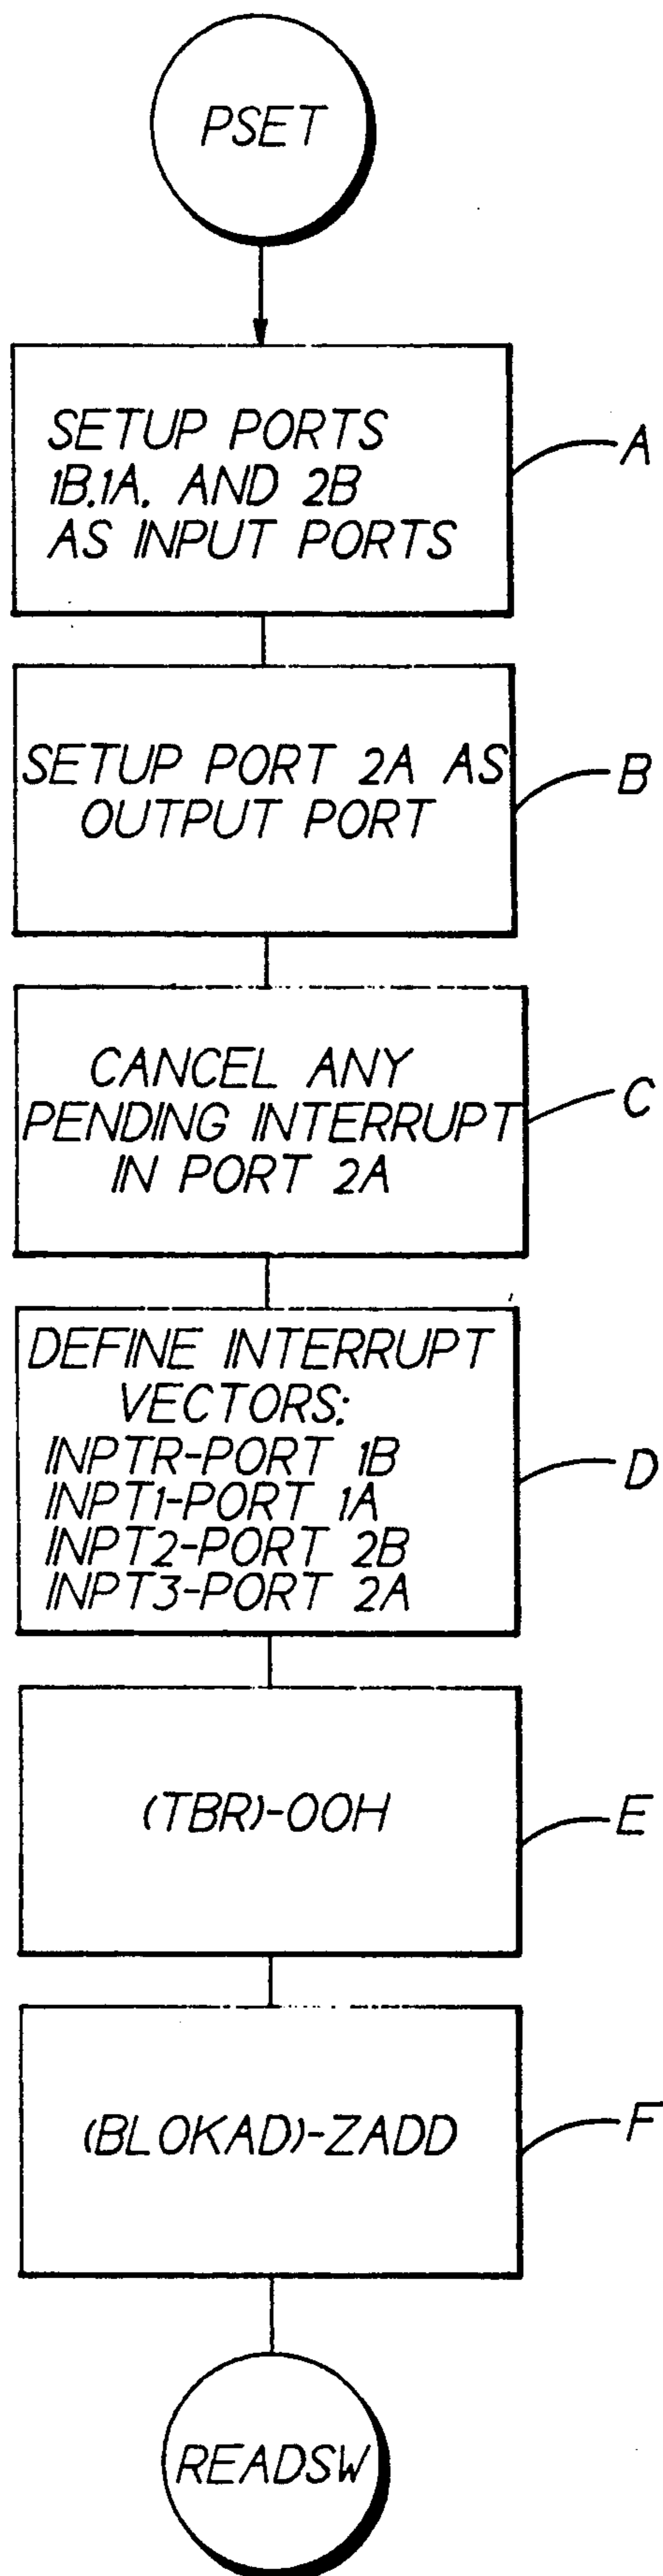 PSET
SETUP PORTS
1B,1A, AND 2B
AS INPUT PORTS
A
SETUP PORT 2A AS
OUTPUT PORT
B
CANCEL ANY
PENDING INTERRUPT
IN PORT 2A
C
DEFINE INTERRUPT
VECTORS:
INPTR-PORT 1B
INPT1-PORT 1A
INPT2-PORT 2B
INPT3-PORT 2A
D
(TBR)-OOH
E
(BLOKAD)-ZADD
F
READSW